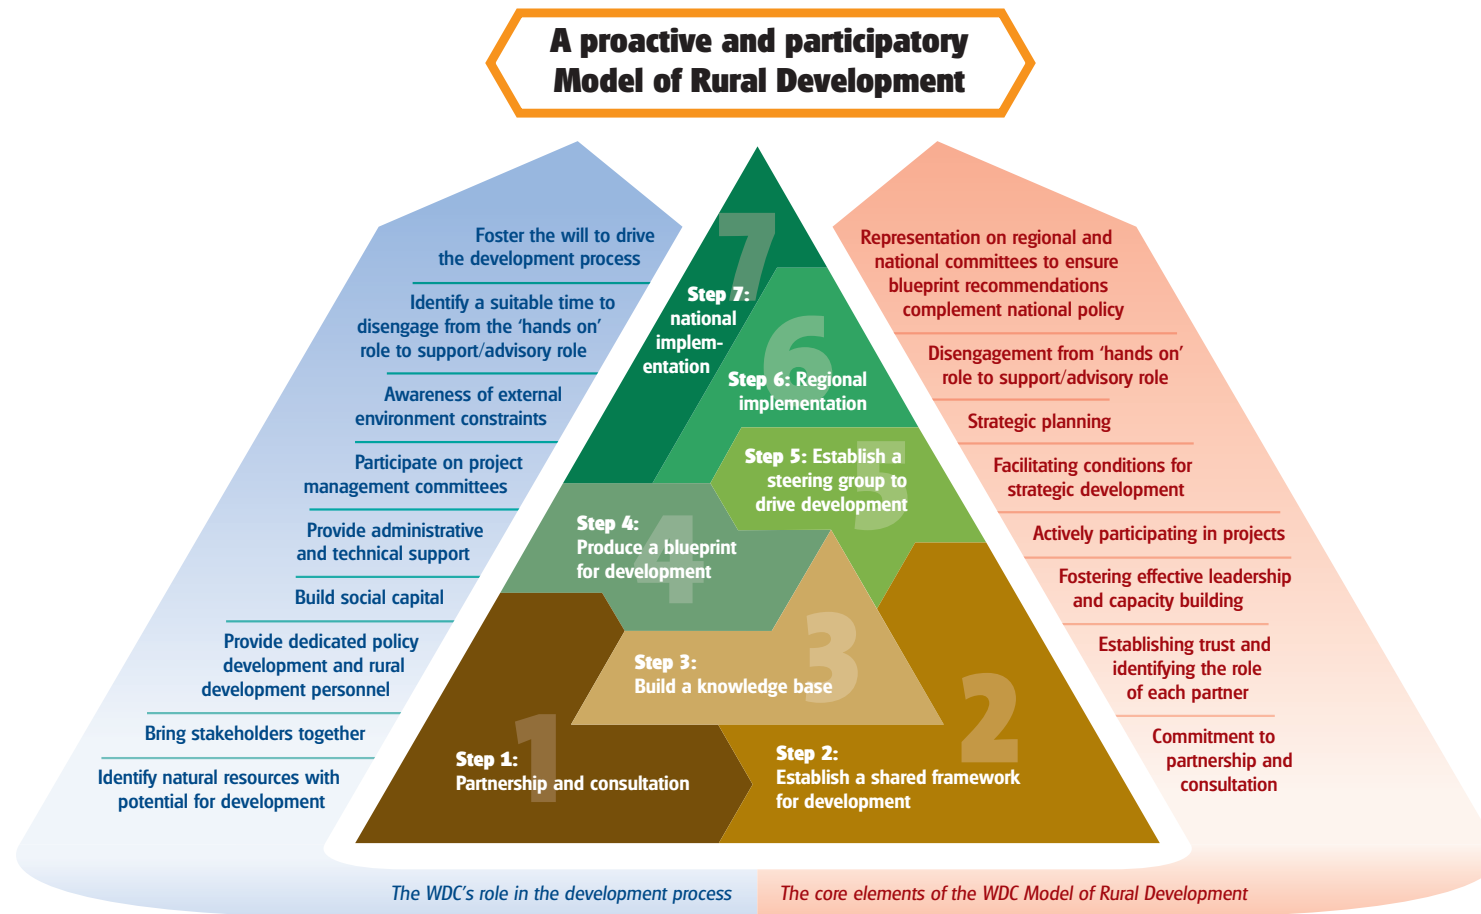 A proactive and participatory
Model of Rural Development
Foster the will to drive
the development process
Identify a suitable time to
disengage from the ‘hands on’
role to support/advisory role
Awareness of external
environment constraints
Participate on project
management committees
Provide administrative
and technical support
Build social capital
Provide dedicated policy
development and rural
development personnel
Bring stakeholders together
Identify natural resources with
potential for development
7
Step 7:
national
implem-
entation
6
Step 6: Regional
implementation
5
Step 5: Establish a
steering group to
drive development
4
Step 4:
Produce a blueprint
for development
3
Step 3:
Build a knowledge base
2
Step 2:
Establish a shared framework
for development
1
Step 1:
Partnership and consultation
Representation on regional and
national committees to ensure
blueprint recommendations
complement national policy
Disengagement from ‘hands on’
role to support/advisory role
Strategic planning
Facilitating conditions for
strategic development
Actively participating in projects
Fostering effective leadership
and capacity building
Establishing trust and
identifying the role
of each partner
Commitment to
partnership and
consultation
The WDC’s role in the development process
The core elements of the WDC Model of Rural Development